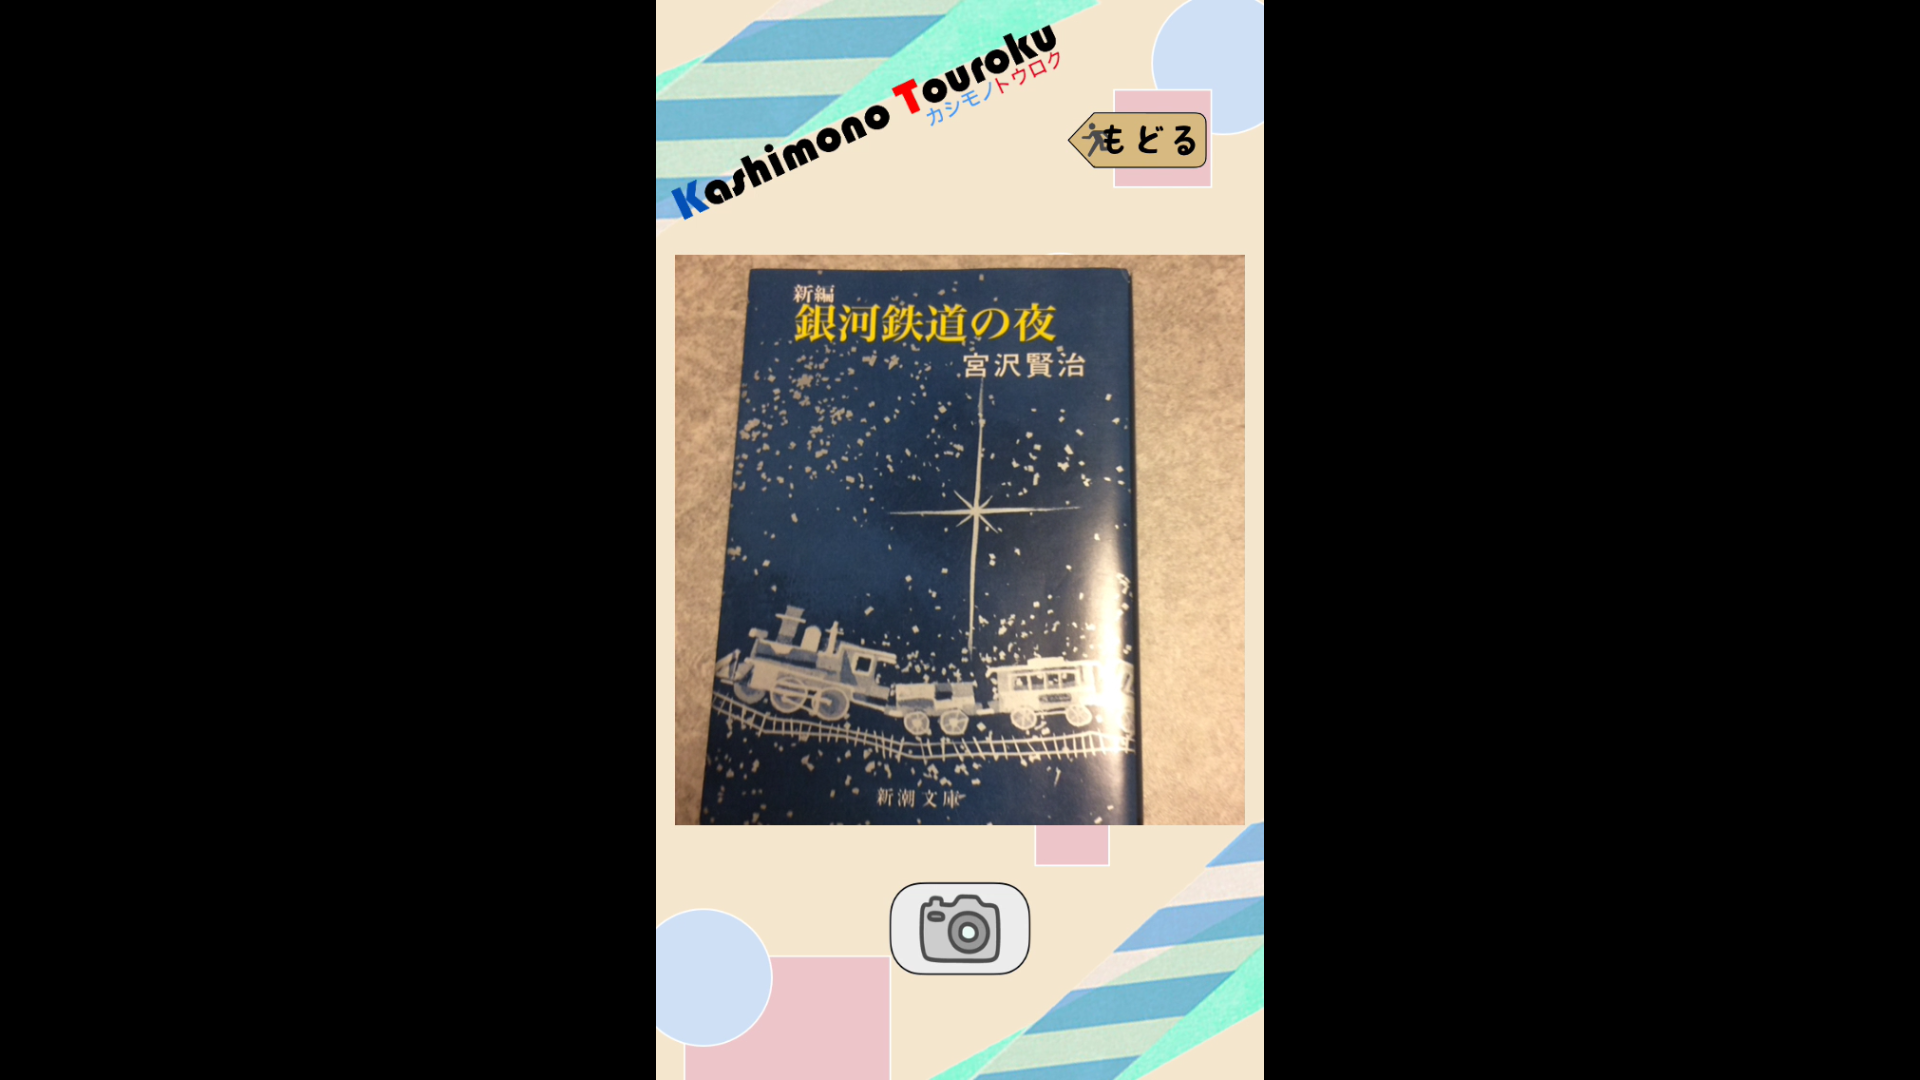 Kashimono Touroku
カシモノトウロク
もどる
新編
銀河鉄道の夜
宮沢賢治
新潮文庫